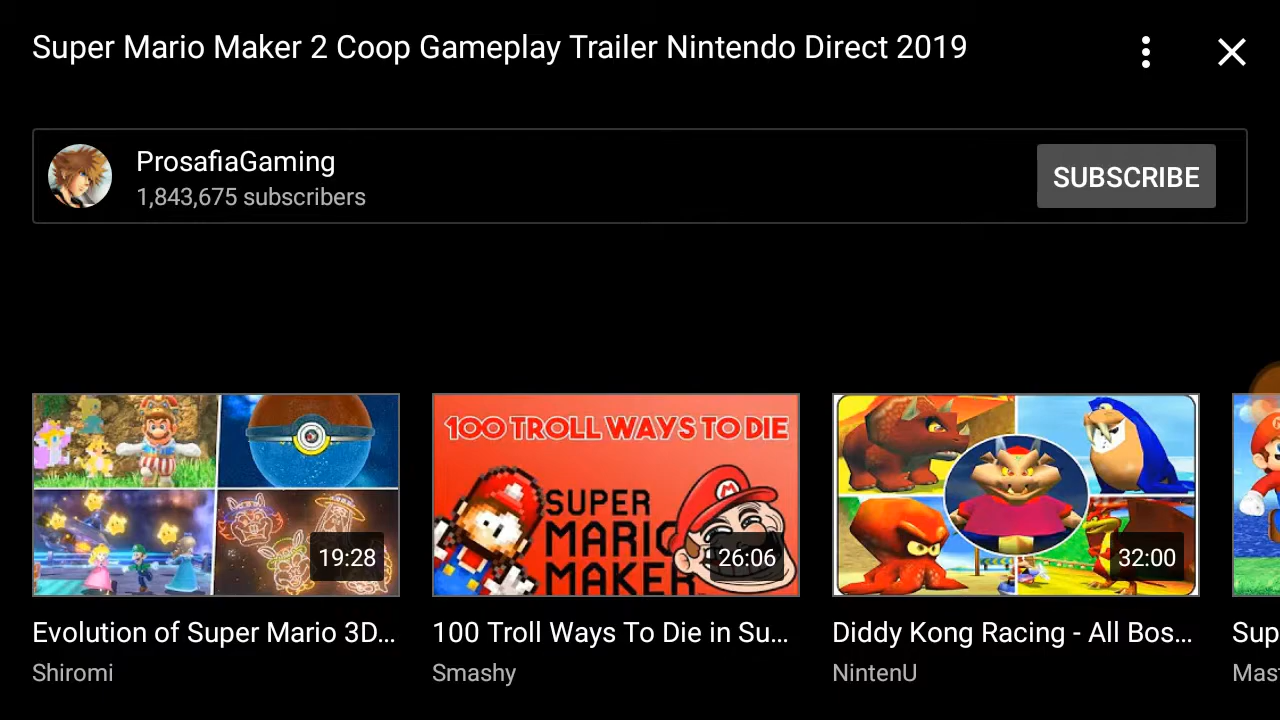 Super Mario Maker 2 Coop Gameplay Trailer Nintendo Direct 2019
ProsafiaGaming
1,843,675 subscribers
SUBSCRIBE
100 TROLL WAYS TO DIE
SUPER
MARIO
MAKER
19:28
26:06
32:00
Evolution of Super Mario 3D...
100 Troll Ways To Die in Su...
Diddy Kong Racing - All Bos...
Sup
Shiromi
Smashy
NintenU
Mas